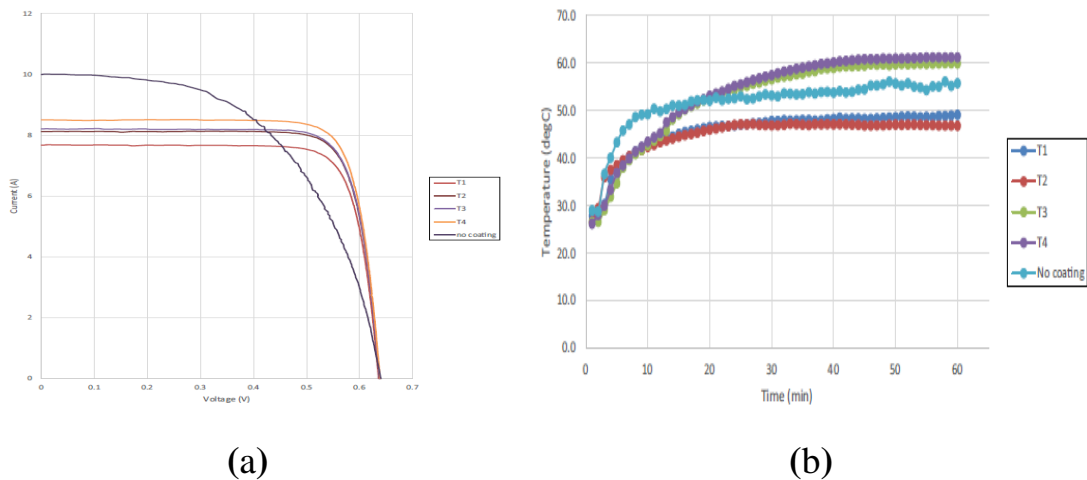 12
10
8
6
4
2
0
Current (A)
0 0.1 0.2 0.3 0.4 0.5 0.6 0.7
Voltage (V)
T1
T2
T3
T4
no coating
(a)
70.0
60.0
50.0
40.0
30.0
20.0
10.0
0.0
Temperature (degC)
0 10 20 30 40 50 60
Time (min)
T1
T2
T3
T4
No coating
(b)